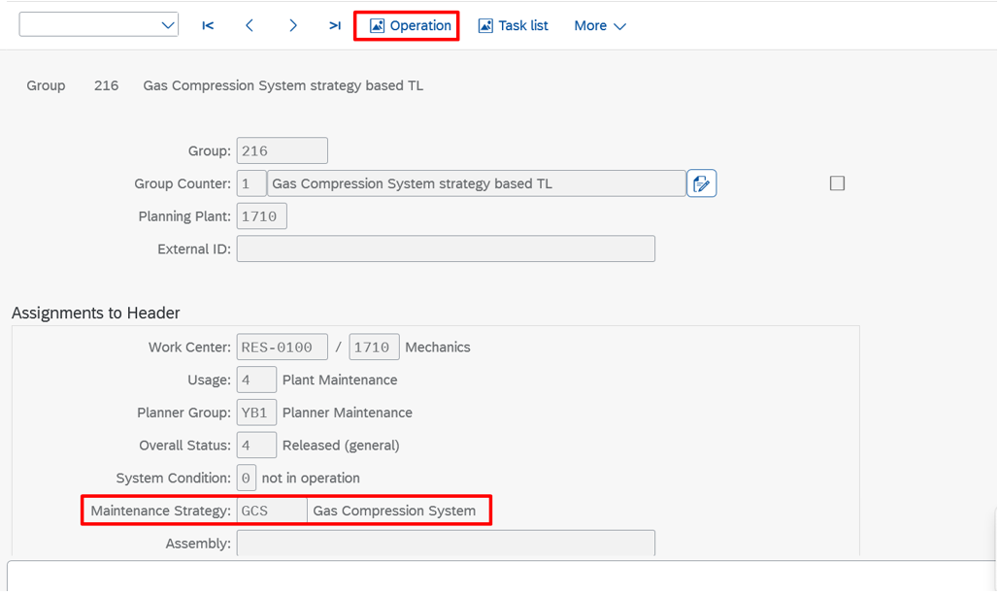 Operation Task list More
Group 216 Gas Compression System strategy based TL
Group: 216
Group Counter: 1 Gas Compression System strategy based TL
Planning Plant: 1710
External ID:
Assignments to Header
Work Center: RES-0100 / 1710 Mechanics
Usage: 4 Plant Maintenance
Planner Group: YB1 Planner Maintenance
Overall Status: 4 Released (general)
System Condition: 0 not in operation
Maintenance Strategy: GCS Gas Compression System
Assembly: